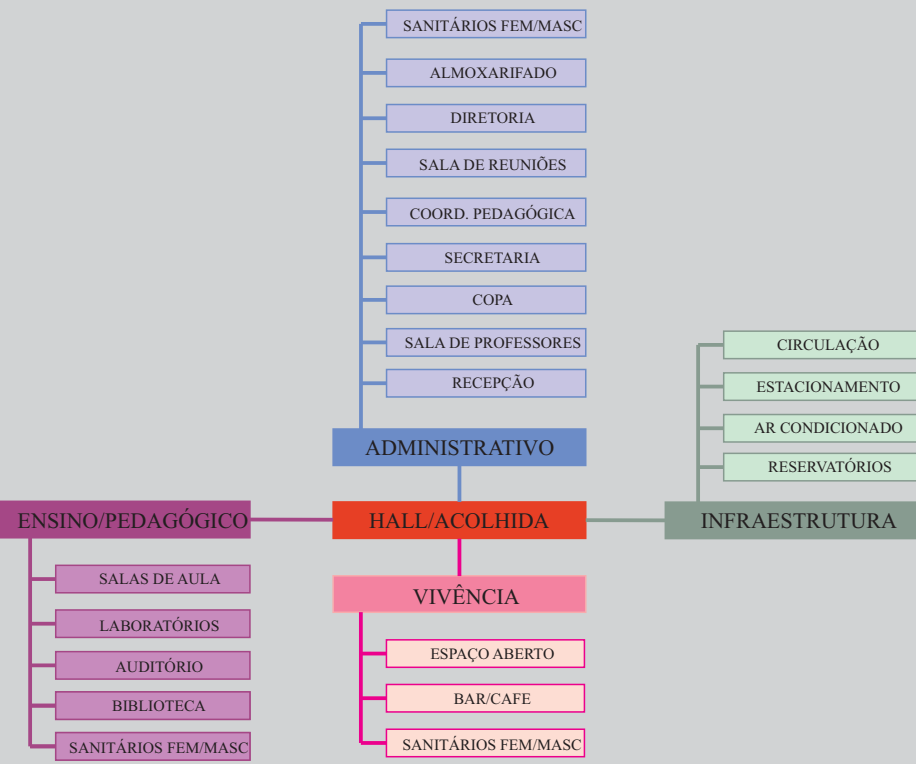 SANITÁRIOS FEM/MASC
ALMOXARIFADO
DIRETORIA
SALA DE REUNIÕES
COORD. PEDAGÓGICA
SECRETARIA
COPA
SALA DE PROFESSORES
RECEPÇÃO
ADMINISTRATIVO
CIRCULAÇÃO
ESTACIONAMENTO
AR CONDICIONADO
RESERVATÓRIOS
ENSINO/PEDAGÓGICO
HALL/ACOLHIDA
INFRAESTRUTURA
SALAS DE AULA
LABORATÓRIOS
AUDITÓRIO
BIBLIOTECA
SANITÁRIOS FEM/MASC
VIVÊNCIA
ESPAÇO ABERTO
BAR/CAFE
SANITÁRIOS FEM/MASC